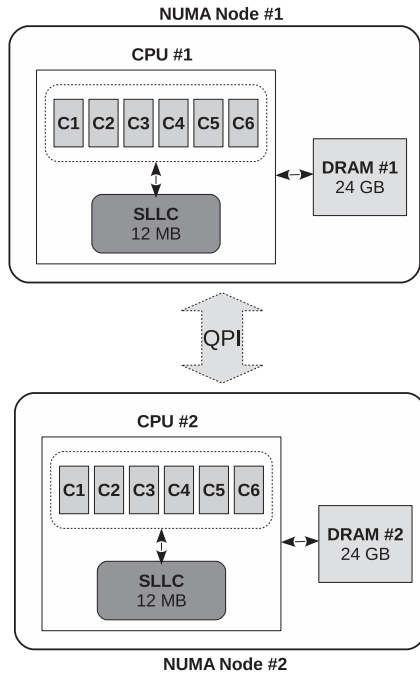 NUMA Node #1
CPU #1
C1 C2 C3 C4 C5 C6
DRAM #1
24 GB
SLLC
12 MB
QPI
CPU #2
C1 C2 C3 C4 C5 C6
DRAM #2
24 GB
SLLC
12 MB
NUMA Node #2